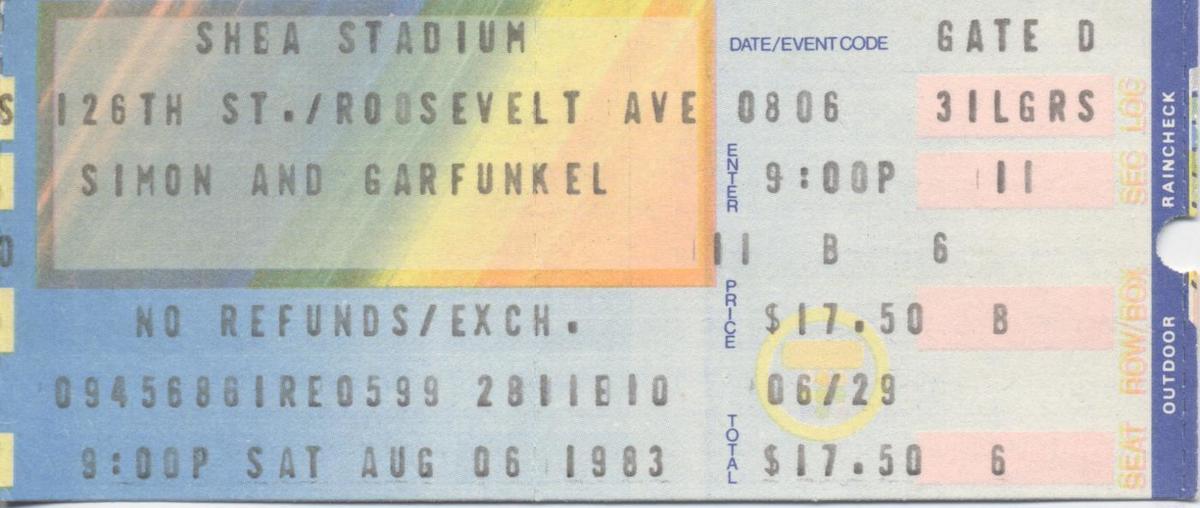 SHEA STADIUM
126TH ST./ROOSEVELT AVE
SIMON AND GARFUNKEL
NO REFUNDS/EXCH.
09456861RE0599
9:00P SAT AUG 06 1983
DATE/EVENT CODE GATE D
0806 31LGRS LOG
ENTER 9:00P 11 SEC
11 B 6
PRICE $17.50 B ROW/BOX
06/29
TOTAL $17.50 6 SEAT
RAINCHECK
OUTDOOR